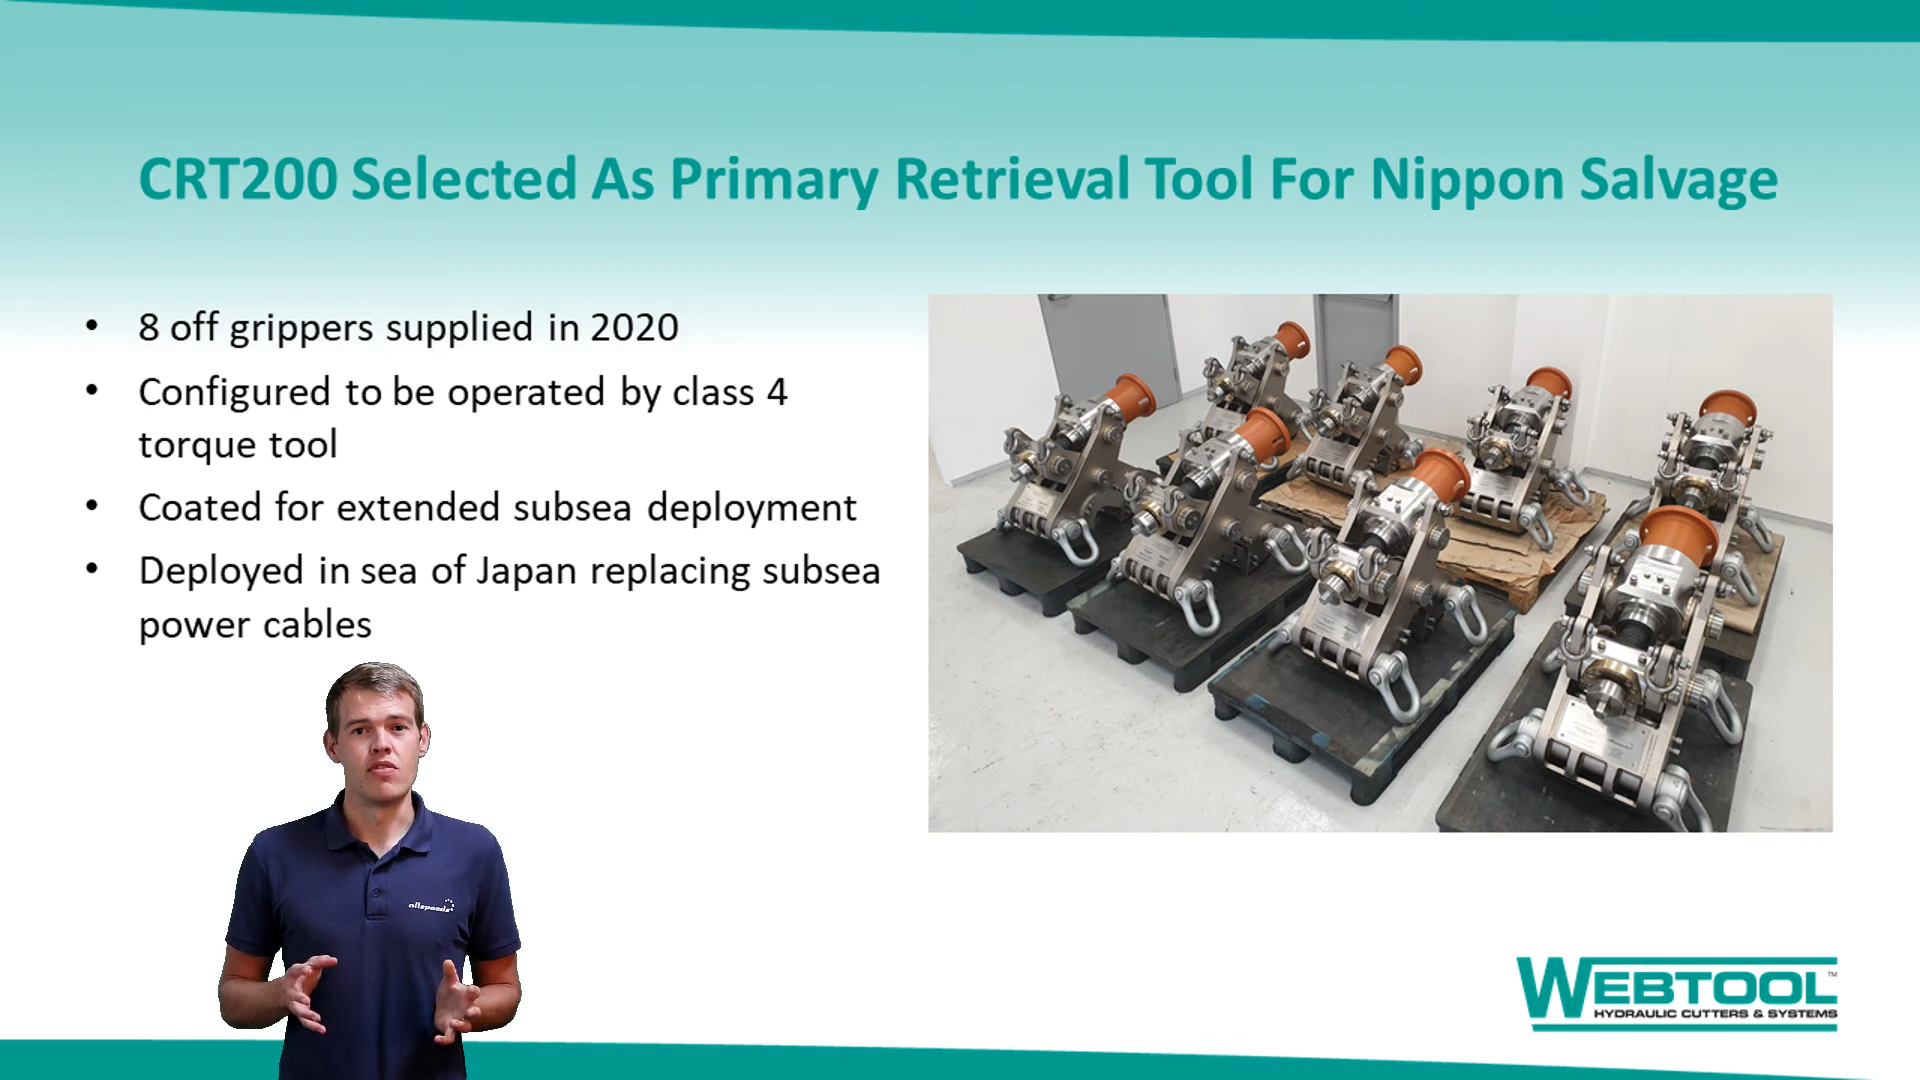 CRT200 Selected As Primary Retrieval Tool For Nippon Salvage
• 8 off grippers supplied in 2020
• Configured to be operated by class 4
torque tool
• Coated for extended subsea deployment
• Deployed in sea of Japan replacing subsea
power cables
allspeeds
WEBTOOL™
HYDRAULIC CUTTERS & SYSTEMS